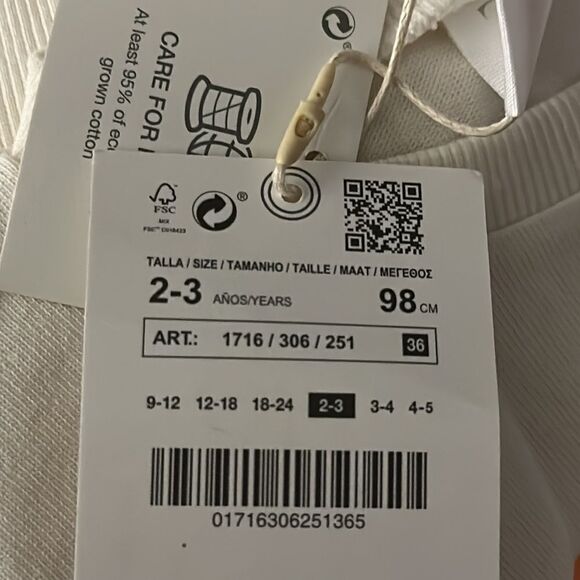 CARE FOR
At least 95% of
grown cotton
®
FSC
MIX
®
TALLA / SIZE / TAMANHO / TAILLE / MAAT / ΜΕΓΕΘΟΣ
2-3 AÑOS/YEARS 98 CM
ART.: 1716 / 306 / 251 36
9-12 12-18 18-24 2-3 3-4 4-5
01716306251365